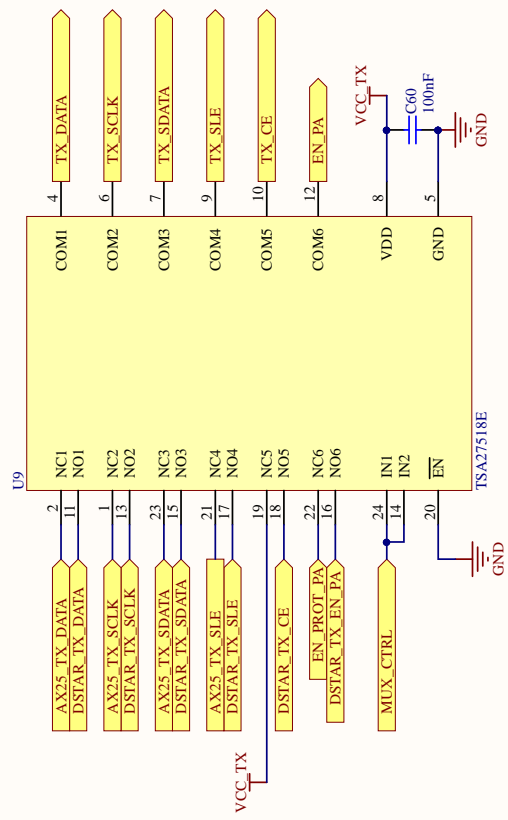 U9
TSA27518E
AX25_TX_DATA
2
NC1
DSTAR_TX_DATA
11
NO1
COM1
4
TX_DATA
AX25_TX_SCLK
1
NC2
DSTAR_TX_SCLK
13
NO2
COM2
6
TX_SCLK
AX25_TX_SDATA
23
NC3
DSTAR_TX_SDATA
15
NO3
COM3
7
TX_SDATA
AX25_TX_SLE
21
NC4
DSTAR_TX_SLE
17
NO4
COM4
9
TX_SLE
VCC_TX
19
NC5
DSTAR_TX_CE
18
NO5
COM5
10
TX_CE
EN_PROT_PA
22
NC6
DSTAR_TX_EN_PA
16
NO6
COM6
12
EN_PA
MUX_CTRL
24
IN1
14
IN2
VDD
8
VCC_TX
C60
100nF
GND
20
EN
GND
5
GND